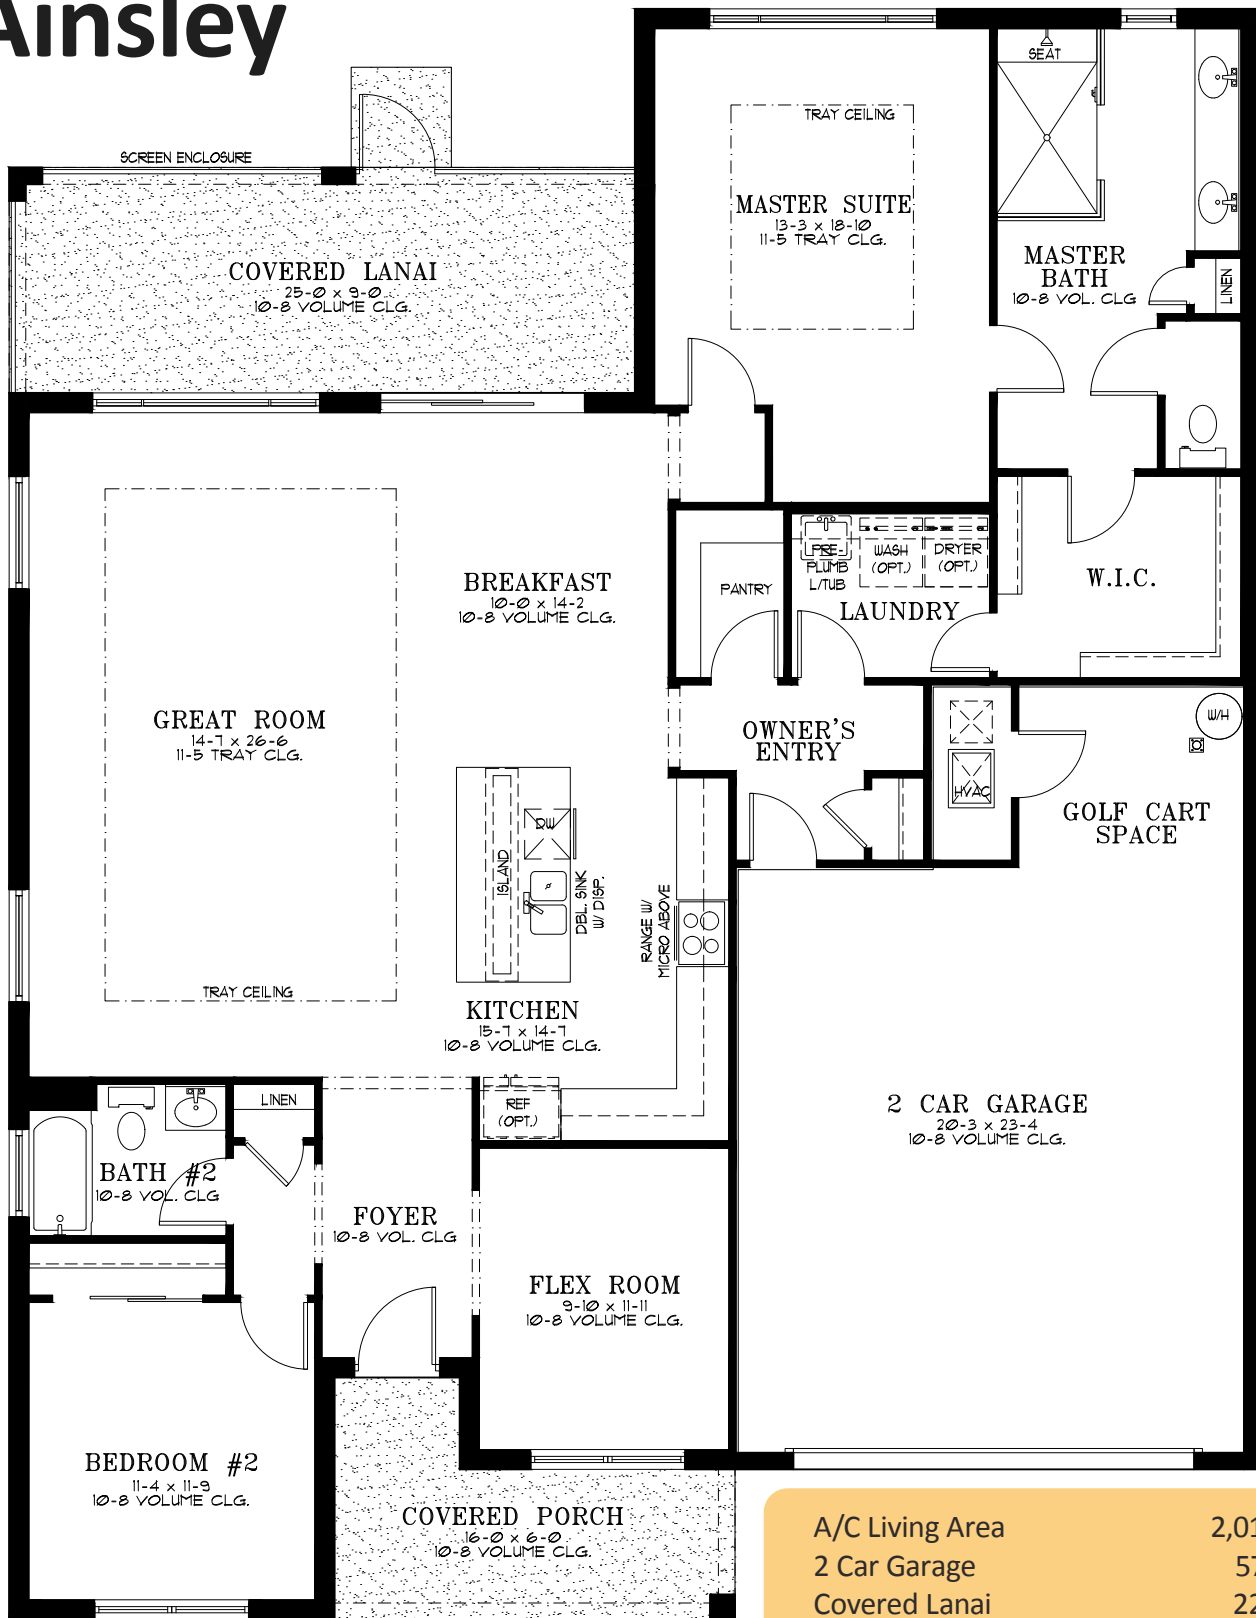 Ainsley
SCREEN ENCLOSURE
COVERED LANAI
25-0 x 9-0
10-8 VOLUME CLG.
TRAY CEILING
MASTER SUITE
13-3 x 18-10
11-5 TRAY CLG.
SEAT
MASTER
BATH
10-8 VOL. CLG
LINEN
BREAKFAST
10-0 x 14-2
10-8 VOLUME CLG.
PANTRY
PRE-
PLUMB
L/TUB
WASH
(OPT.)
DRYER
(OPT.)
LAUNDRY
W.I.C.
GREAT ROOM
14-7 x 26-6
11-5 TRAY CLG.
TRAY CEILING
OWNER'S
ENTRY
HVAC
W/H
GOLF CART
SPACE
ISLAND
DW
DBL. SINK
W/ DISP.
RANGE W/
MICRO ABOVE
KITCHEN
15-7 x 14-7
10-8 VOLUME CLG.
REF
(OPT.)
LINEN
BATH #2
10-8 VOL. CLG
FOYER
10-8 VOL. CLG
FLEX ROOM
9-10 x 11-11
10-8 VOLUME CLG.
2 CAR GARAGE
20-3 x 23-4
10-8 VOLUME CLG.
BEDROOM #2
11-4 x 11-9
10-8 VOLUME CLG.
COVERED PORCH
16-0 x 6-0
10-8 VOLUME CLG.
A/C Living Area
2 Car Garage
Covered Lanai